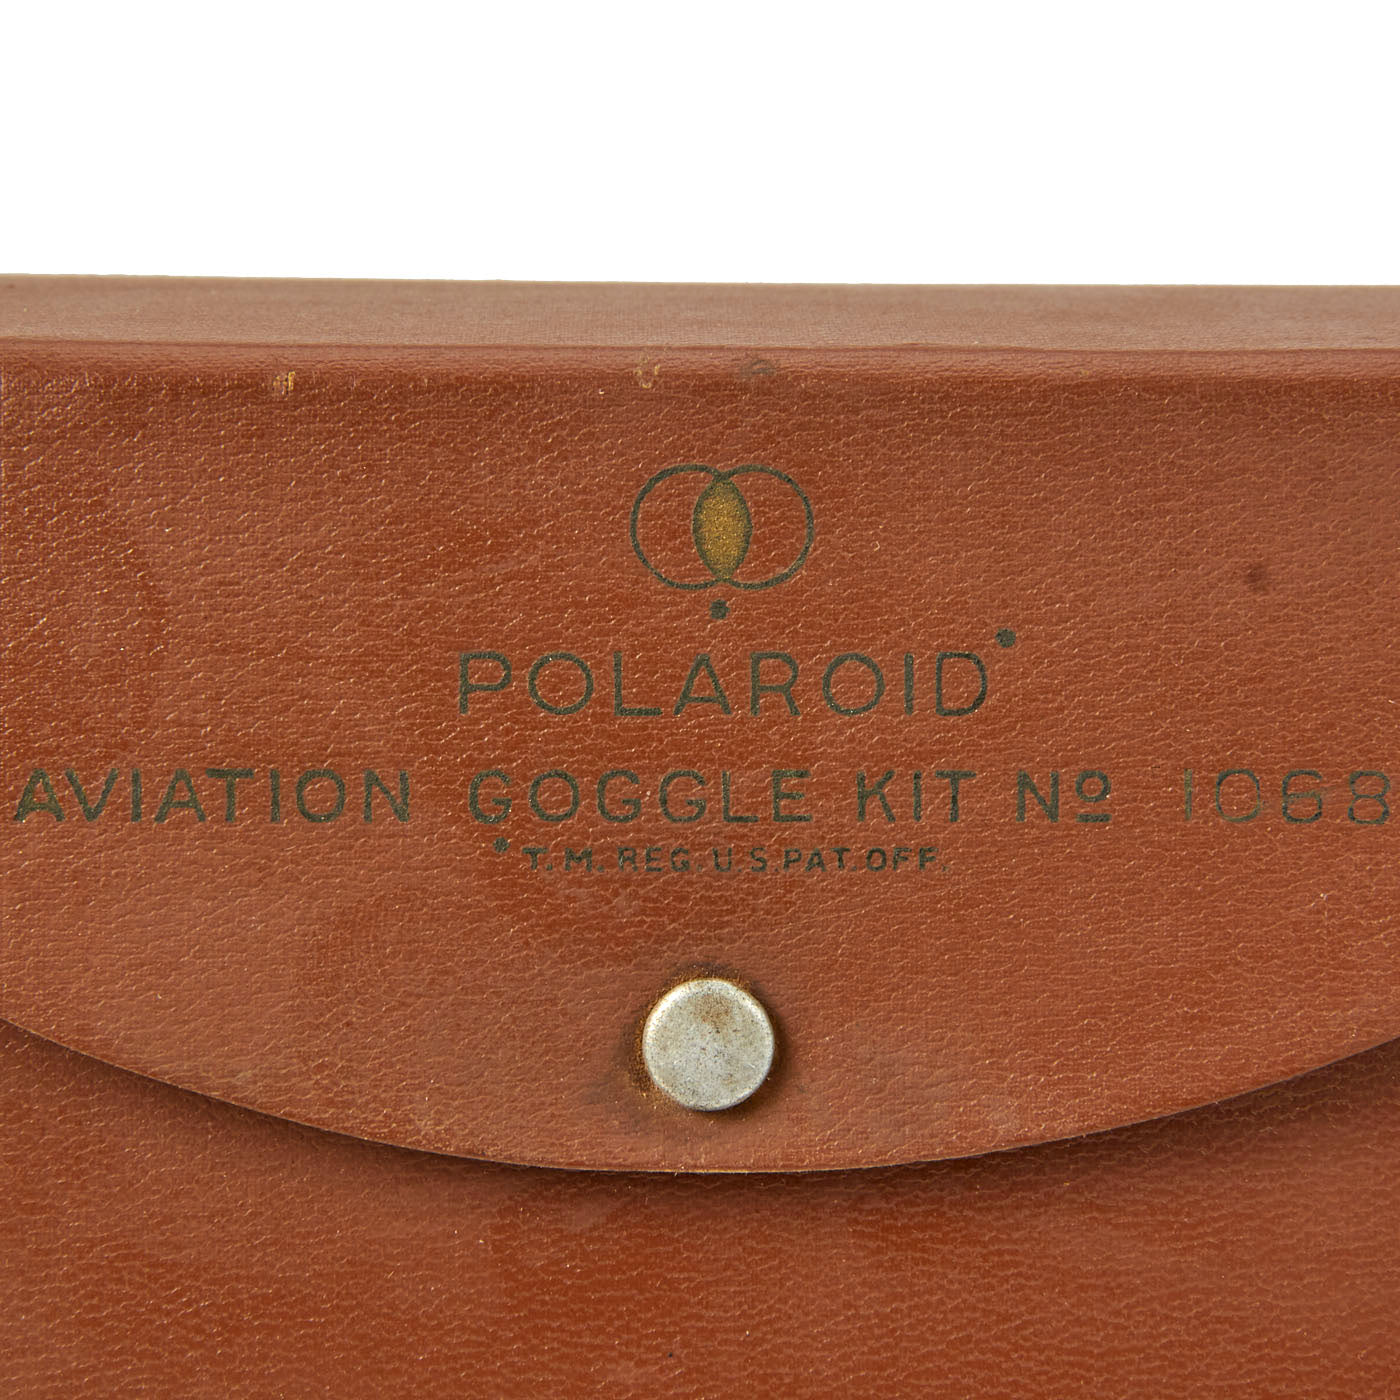 POLAROID•
AVIATION GOGGLE KIT Nº 1068
•T.M. REG. U.S. PAT. OFF.